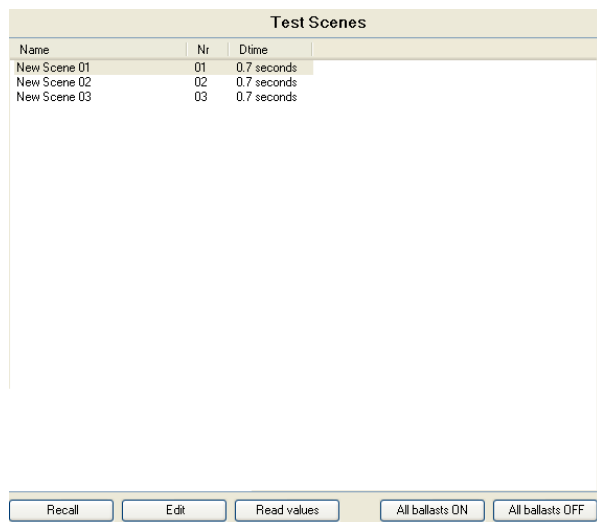 Test Scenes
Name Nr Dtime
New Scene 01 01 0.7 seconds
New Scene 02 02 0.7 seconds
New Scene 03 03 0.7 seconds
Recall Edit Read values All ballasts ON All ballasts OFF